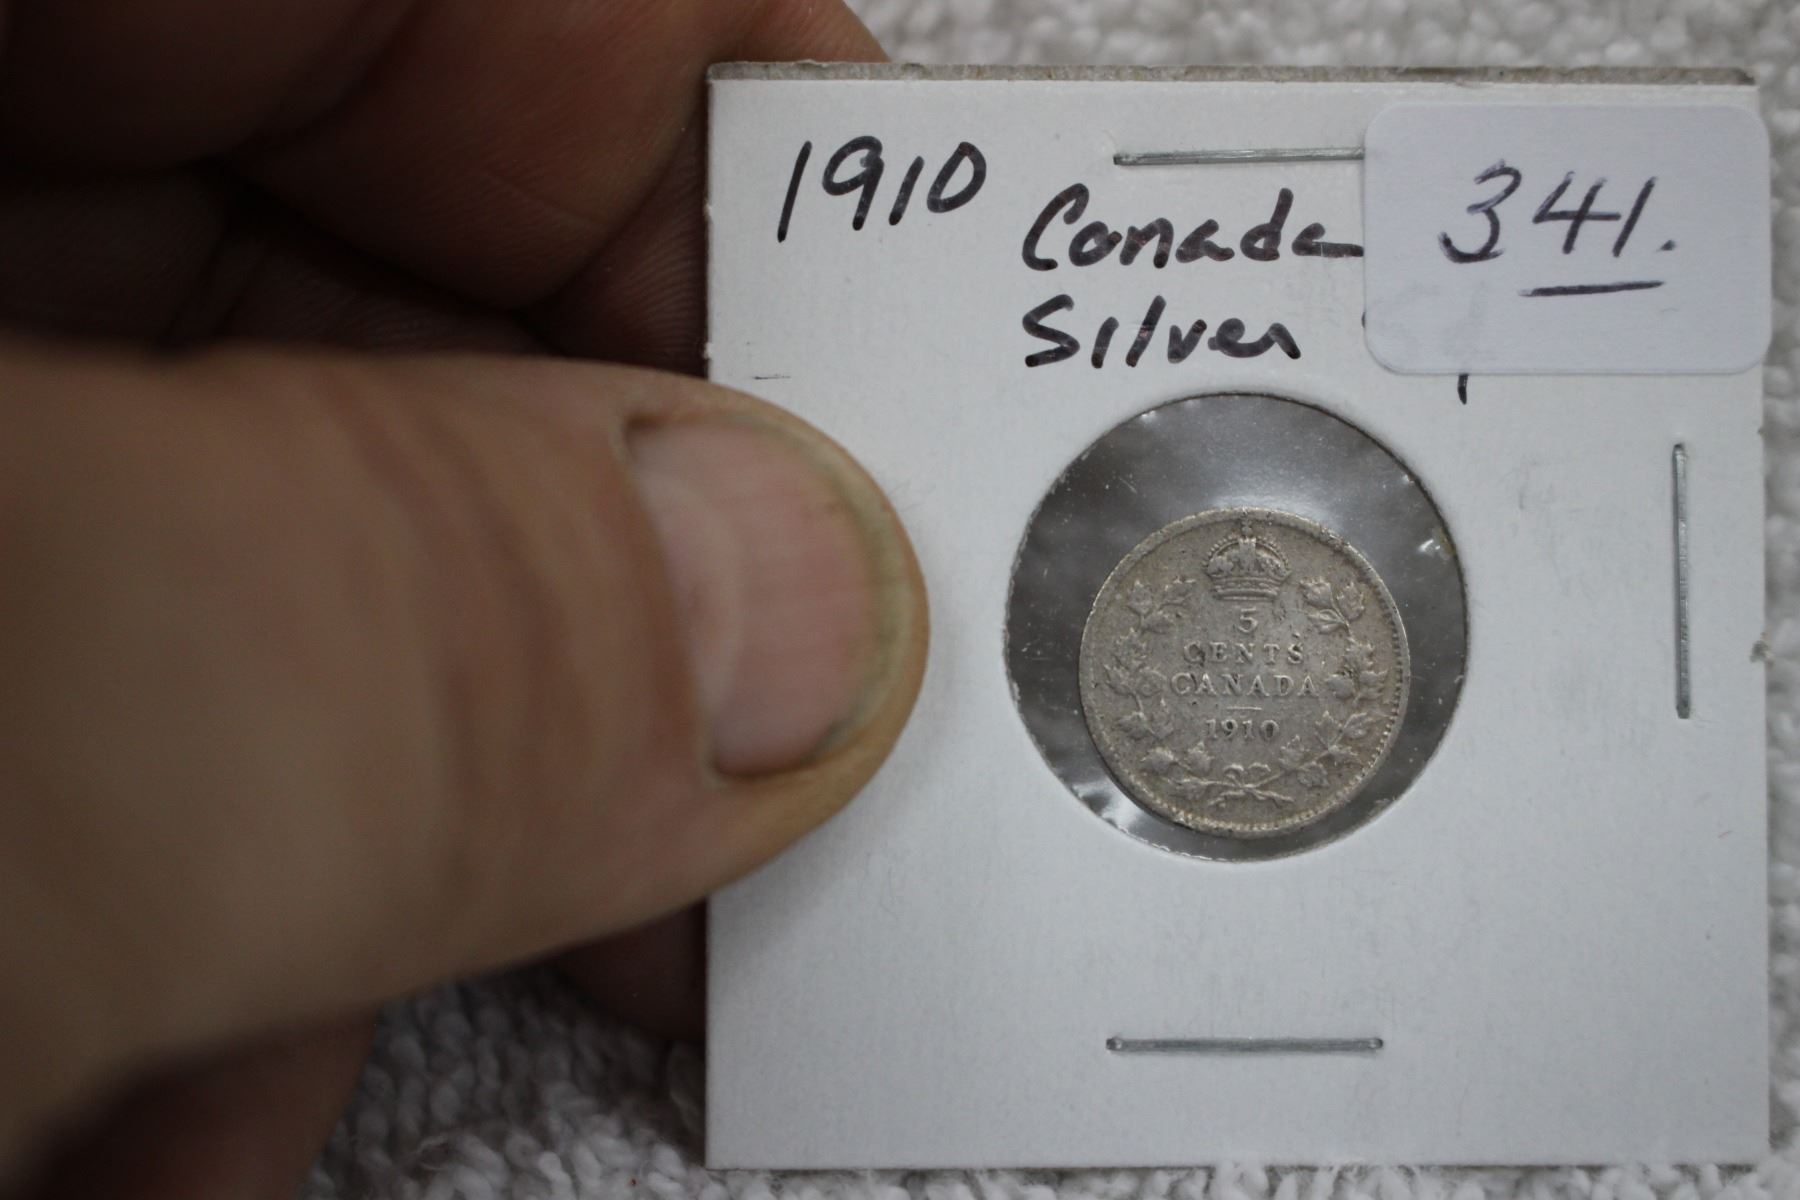 1910
Canada
Silver
341.
5
CENTS
CANADA
1910